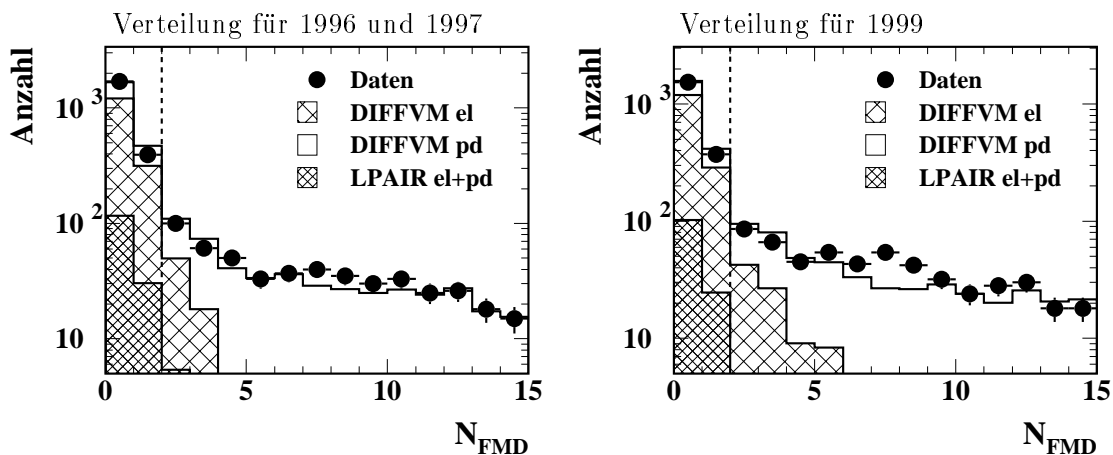 Verteilung für 1996 und 1997
Anzahl
10³
10²
10
Daten
DIFFVM el
DIFFVM pd
LPAIR el+pd
0
5
10
15
N_FMD
Verteilung für 1999
Anzahl
10³
10²
10
Daten
DIFFVM el
DIFFVM pd
LPAIR el+pd
0
5
10
15
N_FMD